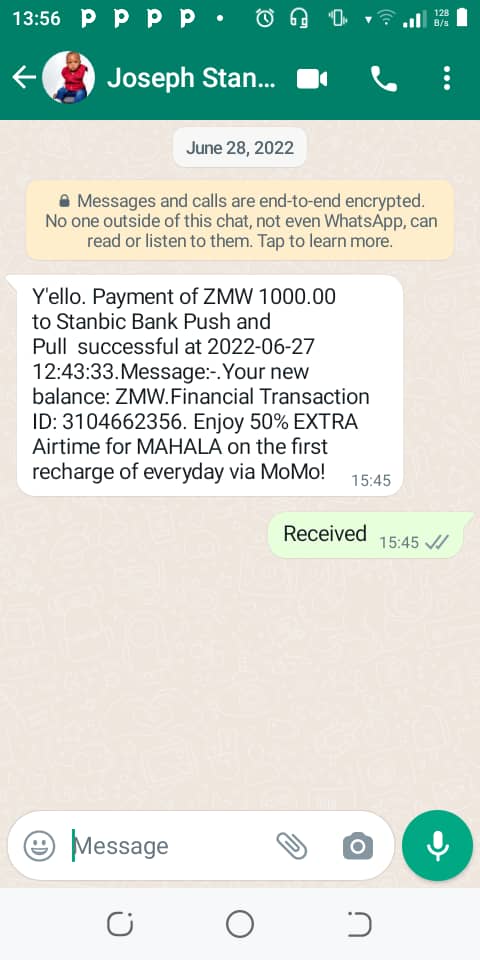 13:56 P P P P • 128 B/s
Joseph Stan...
June 28, 2022
Messages and calls are end-to-end encrypted.
No one outside of this chat, not even WhatsApp, can
read or listen to them. Tap to learn more.
Y'ello. Payment of ZMW 1000.00
to Stanbic Bank Push and
Pull  successful at 2022-06-27
12:43:33.Message:-.Your new
balance: ZMW.Financial Transaction
ID: 3104662356. Enjoy 50% EXTRA
Airtime for MAHALA on the first
recharge of everyday via MoMo!
15:45
Received 15:45
Message